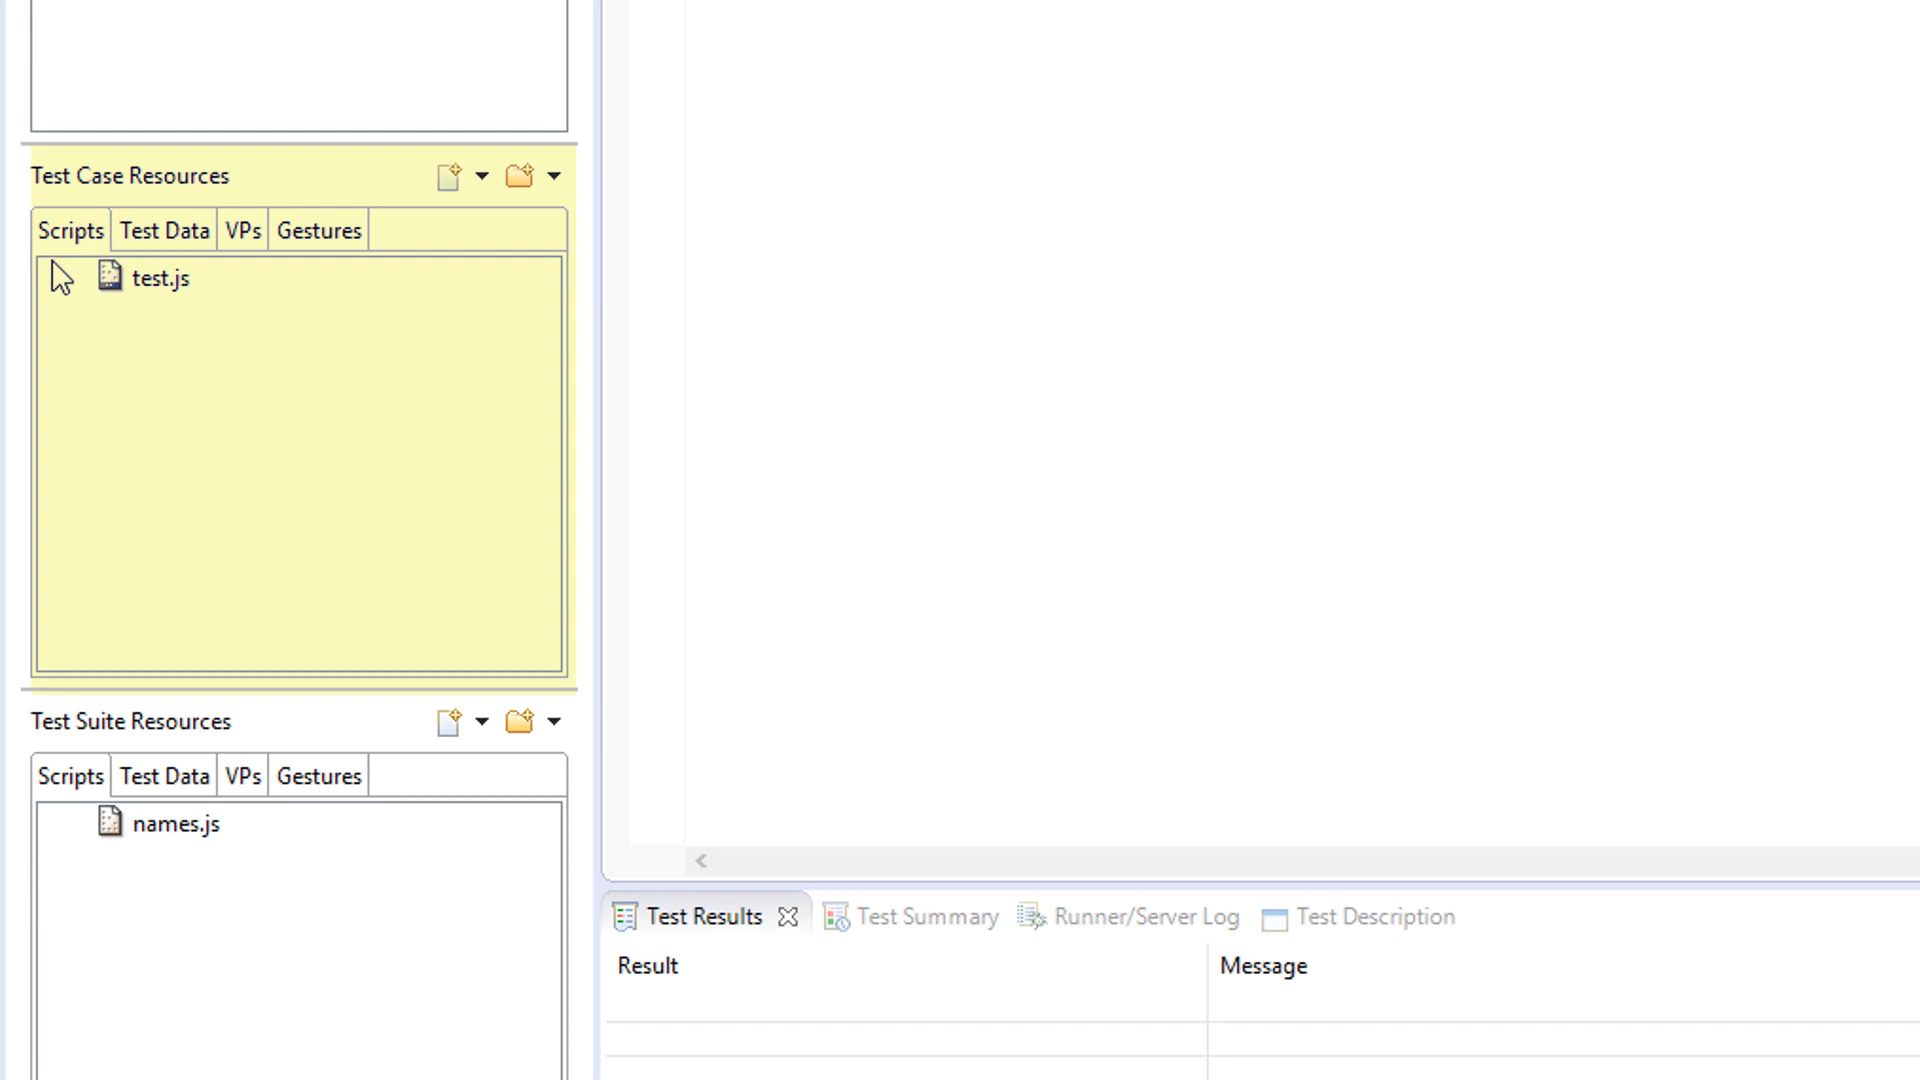 Test Case Resources
Scripts Test Data VPs Gestures
test.js
Test Suite Resources
Scripts Test Data VPs Gestures
names.js
Test Results Test Summary Runner/Server Log Test Description
Result Message